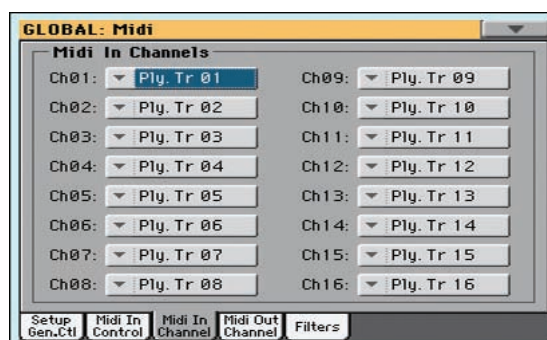 GLOBAL: Midi
Midi In Channels
Ch01: Ply. Tr 01
Ch02: Ply. Tr 02
Ch03: Ply. Tr 03
Ch04: Ply. Tr 04
Ch05: Ply. Tr 05
Ch06: Ply. Tr 06
Ch07: Ply. Tr 07
Ch08: Ply. Tr 08
Ch09: Ply. Tr 09
Ch10: Ply. Tr 10
Ch11: Ply. Tr 11
Ch12: Ply. Tr 12
Ch13: Ply. Tr 13
Ch14: Ply. Tr 14
Ch15: Ply. Tr 15
Ch16: Ply. Tr 16
Setup
Gen.Ctl
Midi In
Control
Midi In
Channel
Midi Out
Channel
Filters